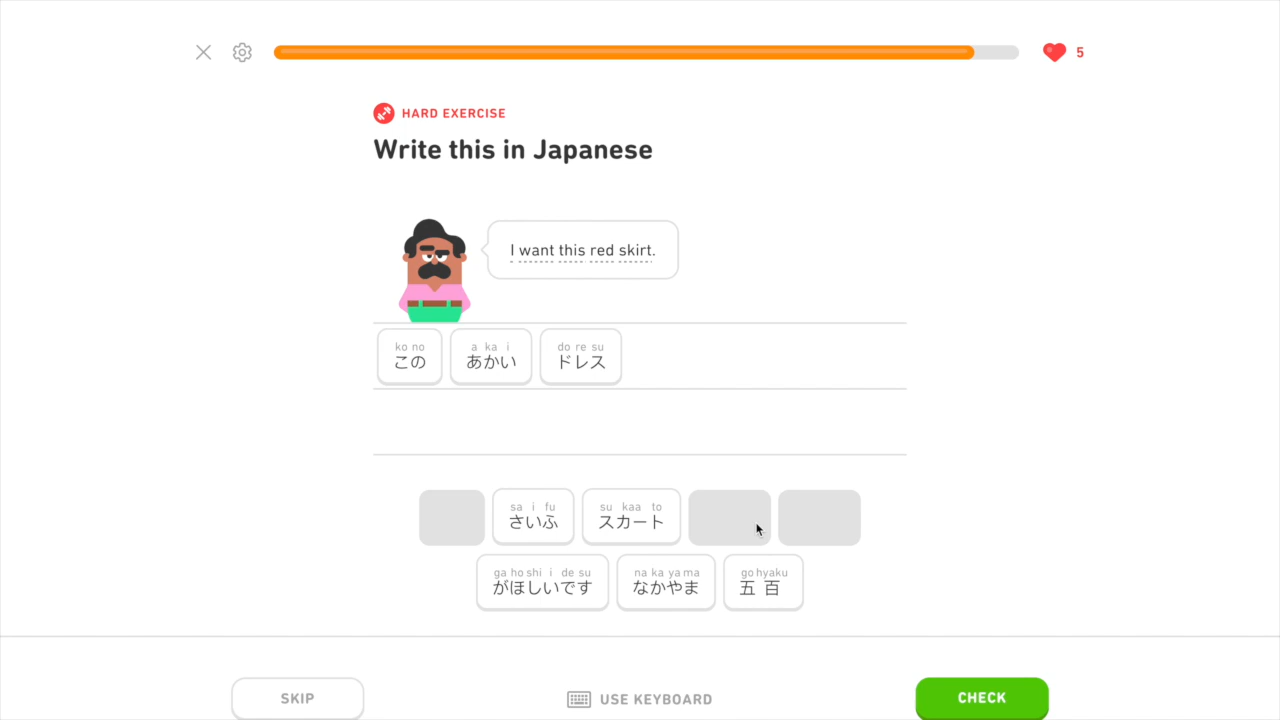 5
HARD EXERCISE
Write this in Japanese
I want this red skirt.
ko no a ka i do re su
この あかい ドレス
sa i fu su kaa to
さいふ スカート
ga ho shi i de su na ka ya ma go hyaku
がほしいです なかやま 五百
SKIP USE KEYBOARD CHECK